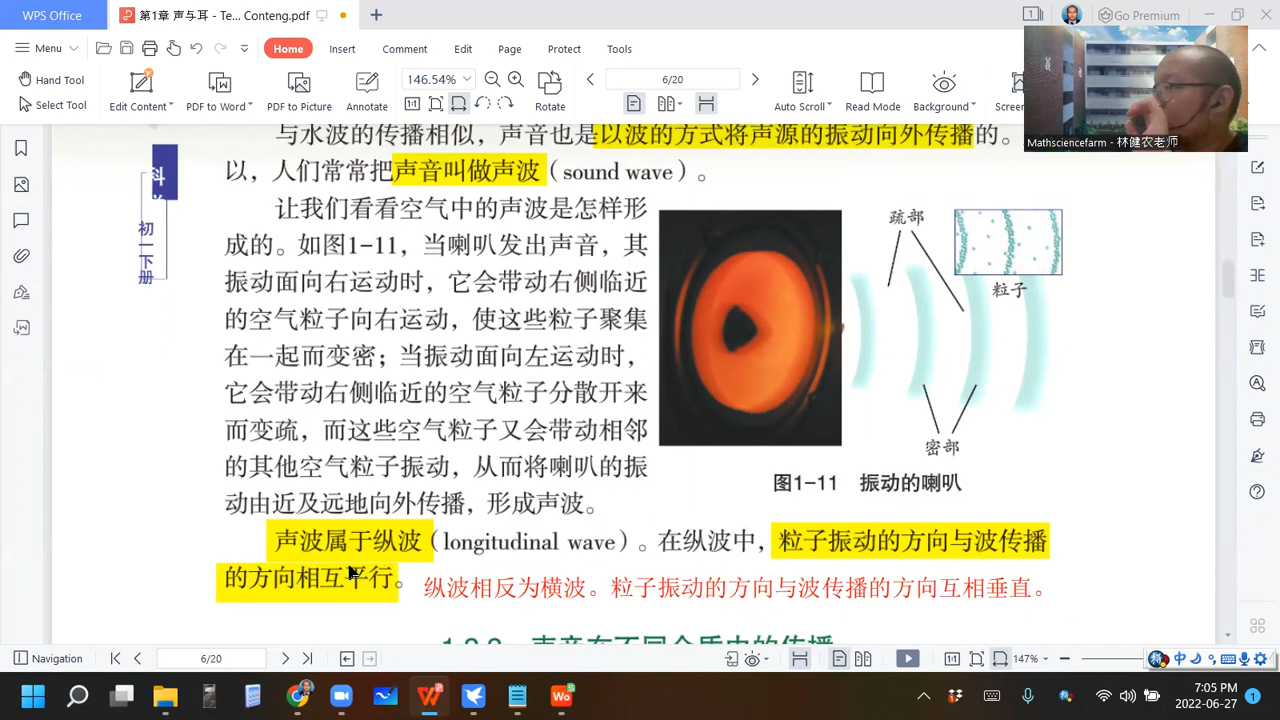 WPS Office
第1章 声与耳 - Te... Conteng.pdf
1
Go Premium
Menu
Home
Insert
Comment
Edit
Page
Protect
Tools
Hand Tool
Select Tool
Edit Content
PDF to Word
PDF to Picture
Annotate
146.54%
6/20
Rotate
Auto Scroll
Read Mode
Background
Screen
Mathsciencefarm - 林健农老师
与水波的传播相似，声音也是以波的方式将声源的振动向外传播的。
以，人们常常把声音叫做声波（sound wave）。
让我们看看空气中的声波是怎样形
成的。如图1-11，当喇叭发出声音，其
振动面向右运动时，它会带动右侧临近
的空气粒子向右运动，使这些粒子聚集
在一起而变密；当振动面向左运动时，
它会带动右侧临近的空气粒子分散开来
而变疏，而这些空气粒子又会带动相邻
的其他空气粒子振动，从而将喇叭的振
动由近及远地向外传播，形成声波。
疏部
粒子
密部
图1-11 振动的喇叭
声波属于纵波（longitudinal wave）。在纵波中，粒子振动的方向与波传播
的方向相互平行。
纵波相反为横波。粒子振动的方向与波传播的方向互相垂直。
初一下册
Navigation
6/20
147%
中
7:05 PM
2022-06-27